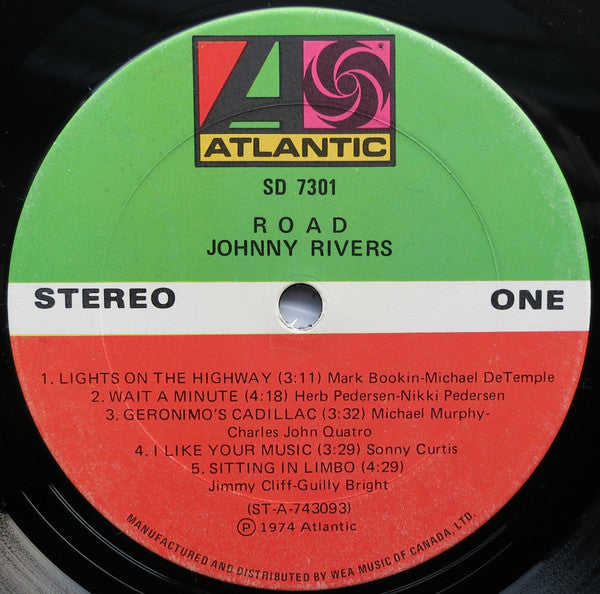 ®
ATLANTIC
SD 7301
ROAD
JOHNNY RIVERS
STEREO
ONE
1. LIGHTS ON THE HIGHWAY (3:11) Mark Bookin-Michael DeTemple
2. WAIT A MINUTE (4:18) Herb Pedersen-Nikki Pedersen
3. GERONIMO'S CADILLAC (3:32) Michael Murphy-
Charles John Quatro
4. I LIKE YOUR MUSIC (3:29) Sonny Curtis
5. SITTING IN LIMBO (4:29)
Jimmy Cliff-Guilly Bright
(ST-A-743093)
℗ 1974 Atlantic
MANUFACTURED AND DISTRIBUTED BY WEA MUSIC OF CANADA, LTD.